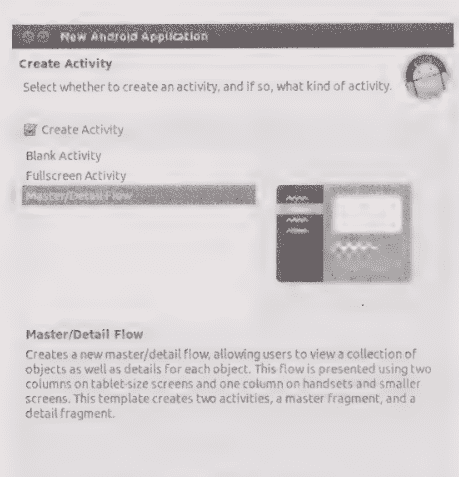 New Android Application
Create Activity
Select whether to create an activity, and if so, what kind of activity.
Create Activity
Blank Activity
Fullscreen Activity
Master/Detail Flow
Master/Detail Flow
Creates a new master/detail flow, allowing users to view a collection of
objects as well as details for each object. This flow is presented using two
columns on tablet-size screens and one column on handsets and smaller
screens. This template creates two activities, a master fragment, and a
detail fragment.